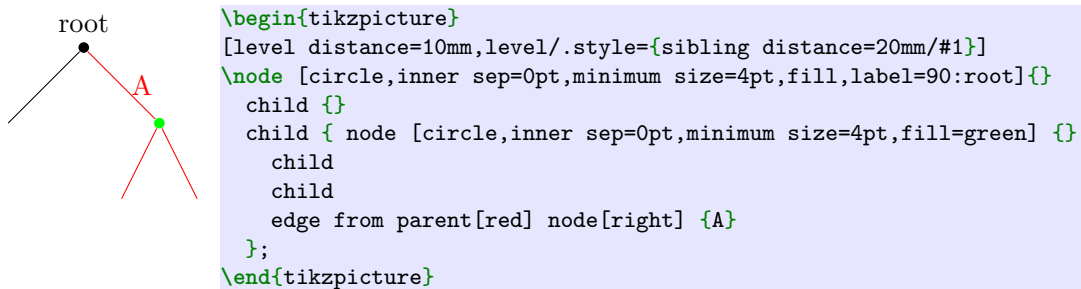 root
A
\begin{tikzpicture}
[level distance=10mm,level/.style={sibling distance=20mm/#1}]
\node [circle,inner sep=0pt,minimum size=4pt,fill,label=90:root]{}
  child {}
  child { node [circle,inner sep=0pt,minimum size=4pt,fill=green] {}
    child
    child
    edge from parent[red] node[right] {A}
  };
\end{tikzpicture}